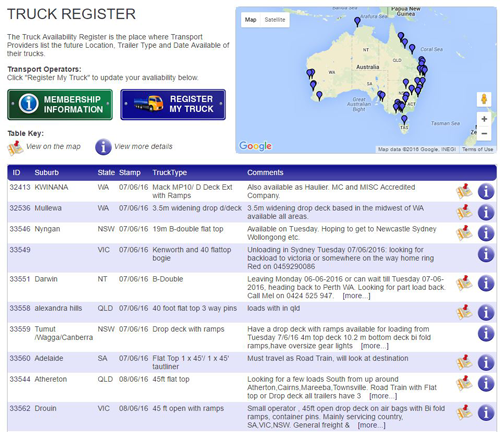 TRUCK REGISTER
The Truck Availability Register is the place where Transport
Providers list the future Location, Trailer Type and Date Available of
their trucks.
Transport Operators:
Click "Register My Truck" to update your availability below.
MEMBERSHIP
INFORMATION
REGISTER
MY TRUCK
Table Key:
View on the map
View more details
Map Satellite
Papua New
Guinea
Arafura Sea
Coral Sea
NT
QLD
WA
Australia
SA
NSW
ACT
TAS
Great
Australian
Bight
Tasman Sea
Google
Map data ©2016 Google, INEGI Terms of Use
ID Suburb State Stamp TruckType Comments
32413 KWINANA WA 07/06/16 Mack MP10/ D Deck Ext Also available as Haulier. MC and MISC Accredited
with Ramps Company.
32536 Mullewa WA 07/06/16 3.5m widening drop d/deck 3.5m widening drop deck based in the midwest of WA
available all areas.
33546 Nyngan NSW 07/06/16 19m B-double flat top Available on Tuesday. Hoping to get to Newcastle Sydney
Wollongong etc.
33549 VIC 07/06/16 Kenworth and 40 flattop Unloading in Sydney Tuesday 07/06/2016: looking for
bogie backload to victoria or somewhere on the way home ring
Red on 0459290086
33551 Darwin NT 07/06/16 B-Double Leaving Monday 06-06-2016 or can wait till Tuesday 07-06-
2016, heading back to Perth WA. Looking for part load back.
Call Mel on 0424 525 947. [more...]
33558 alexandra hills QLD 07/06/16 40 foot flat top 3 way pins loads with in qld
33559 Tumut NSW 07/06/16 Drop deck with ramps Have a drop deck with ramps available for loading from
/Wagga/Canberra Tuesday 7/6/16 4m top deck 10.2 m bottom deck bi fold
ramps,have oversize gear lights [more...]
33560 Adelaide SA 07/06/16 Flat Top 1 x 45'/ 1 x 45' Must travel as Road Train, will look at destination
tautliner
33544 Atherton QLD 08/06/16 45ft flat top Looking for a few loads South from up around
Atherton,Cairns,Mareeba,Townsville. Road Train with Flat
top or Drop deck all trailers have 3 [more...]
33562 Drouin VIC 08/06/16 45 ft open with ramps Small operator , 45ft open drop deck on air bags with Bi fold
ramps, container pins. Mainly servicing country,
SA,VIC,NSW. General freight & [more...]